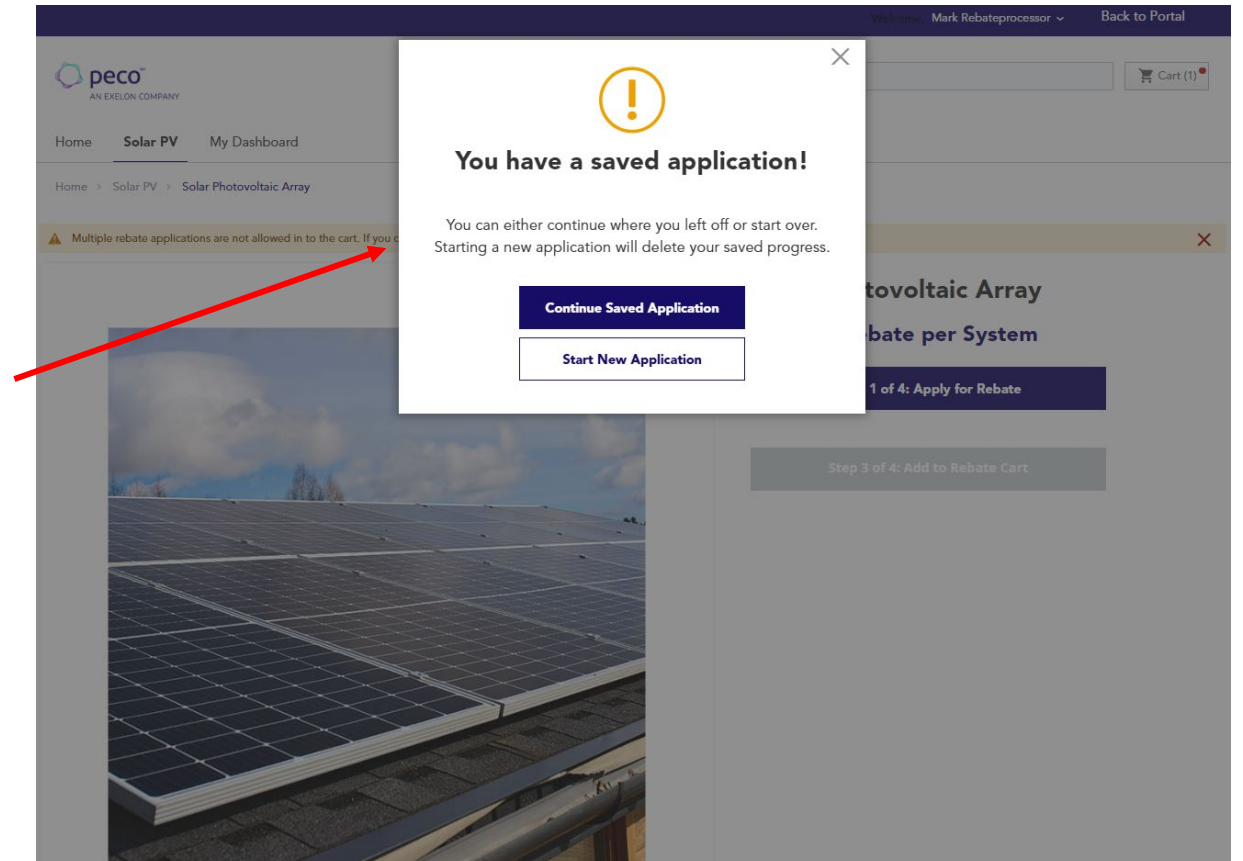 Welcome, Mark Rebateprocessor Back to Portal
peco
AN EXELON COMPANY
Cart (1)
Home Solar PV My Dashboard
Home > Solar PV > Solar Photovoltaic Array
You have a saved application!
You can either continue where you left off or start over.
Starting a new application will delete your saved progress.
Multiple rebate applications are not allowed in to the cart. If you
Continue Saved Application
Start New Application
tovoltaic Array
bate per System
1 of 4: Apply for Rebate
Step 3 of 4: Add to Rebate Cart